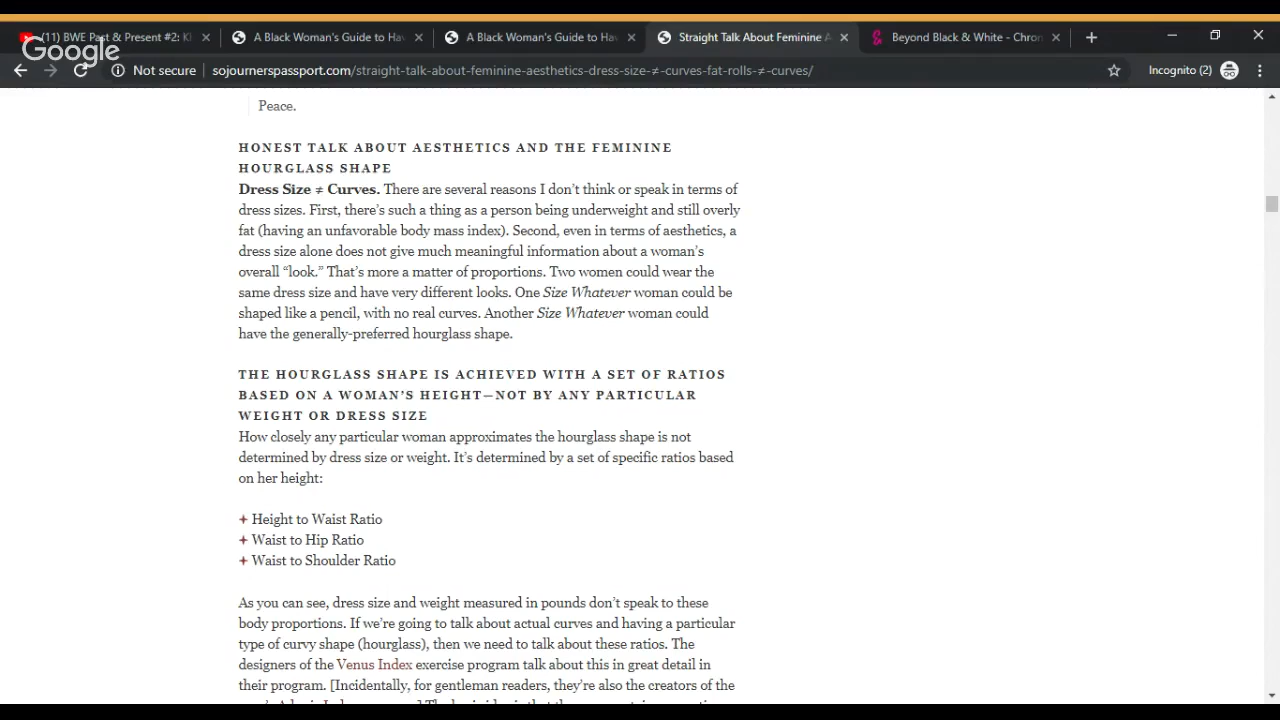 (11) BWE Past & Present #2: Kl
A Black Woman's Guide to Hav
A Black Woman's Guide to Hav
Straight Talk About Feminine A
Beyond Black & White - Chron
Google
Not secure
sojournerspassport.com/straight-talk-about-feminine-aesthetics-dress-size-≠-curves-fat-rolls-≠-curves/
Incognito (2)
Peace.
HONEST TALK ABOUT AESTHETICS AND THE FEMININE
HOURGLASS SHAPE
Dress Size ≠ Curves. There are several reasons I don't think or speak in terms of
dress sizes. First, there's such a thing as a person being underweight and still overly
fat (having an unfavorable body mass index). Second, even in terms of aesthetics, a
dress size alone does not give much meaningful information about a woman's
overall “look.” That's more a matter of proportions. Two women could wear the
same dress size and have very different looks. One Size Whatever woman could be
shaped like a pencil, with no real curves. Another Size Whatever woman could
have the generally-preferred hourglass shape.
THE HOURGLASS SHAPE IS ACHIEVED WITH A SET OF RATIOS
BASED ON A WOMAN'S HEIGHT—NOT BY ANY PARTICULAR
WEIGHT OR DRESS SIZE
How closely any particular woman approximates the hourglass shape is not
determined by dress size or weight. It's determined by a set of specific ratios based
on her height:
Height to Waist Ratio
Waist to Hip Ratio
Waist to Shoulder Ratio
As you can see, dress size and weight measured in pounds don't speak to these
body proportions. If we're going to talk about actual curves and having a particular
type of curvy shape (hourglass), then we need to talk about these ratios. The
designers of the Venus Index exercise program talk about this in great detail in
their program. [Incidentally, for gentleman readers, they're also the creators of the